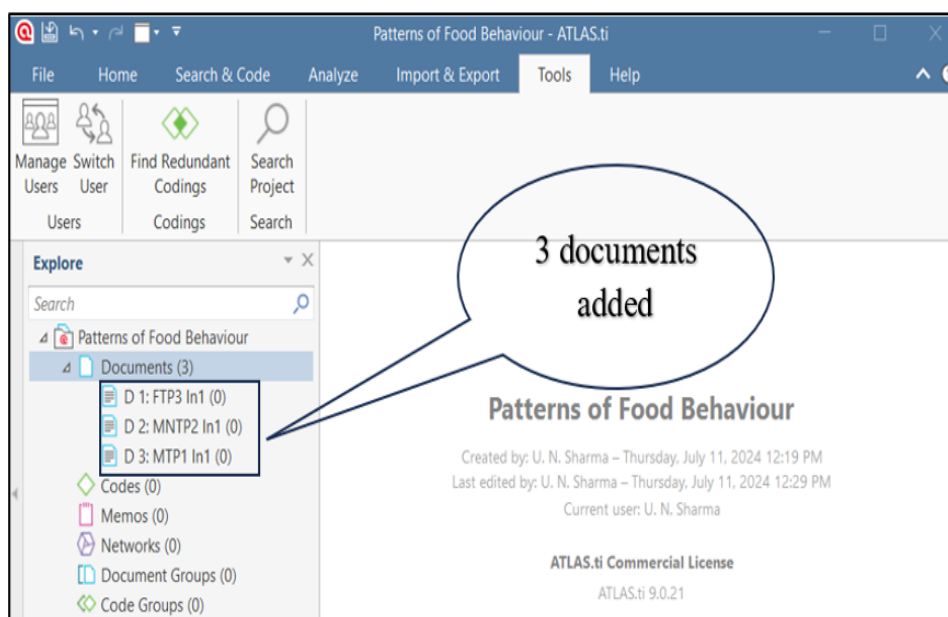 Patterns of Food Behaviour - ATLAS.ti
File Home Search & Code Analyze Import & Export Tools Help
Manage Users
Switch User
Find Redundant Codings
Search Project
Users Codings Search
Explore
Search
Patterns of Food Behaviour
Documents (3)
D 1: FTP3 In1 (0)
D 2: MNTP2 In1 (0)
D 3: MTP1 In1 (0)
Codes (0)
Memos (0)
Networks (0)
Document Groups (0)
Code Groups (0)
3 documents
added
Patterns of Food Behaviour
Created by: U. N. Sharma – Thursday, July 11, 2024 12:19 PM
Last edited by: U. N. Sharma – Thursday, July 11, 2024 12:29 PM
Current user: U. N. Sharma
ATLAS.ti Commercial License
ATLAS.ti 9.0.21